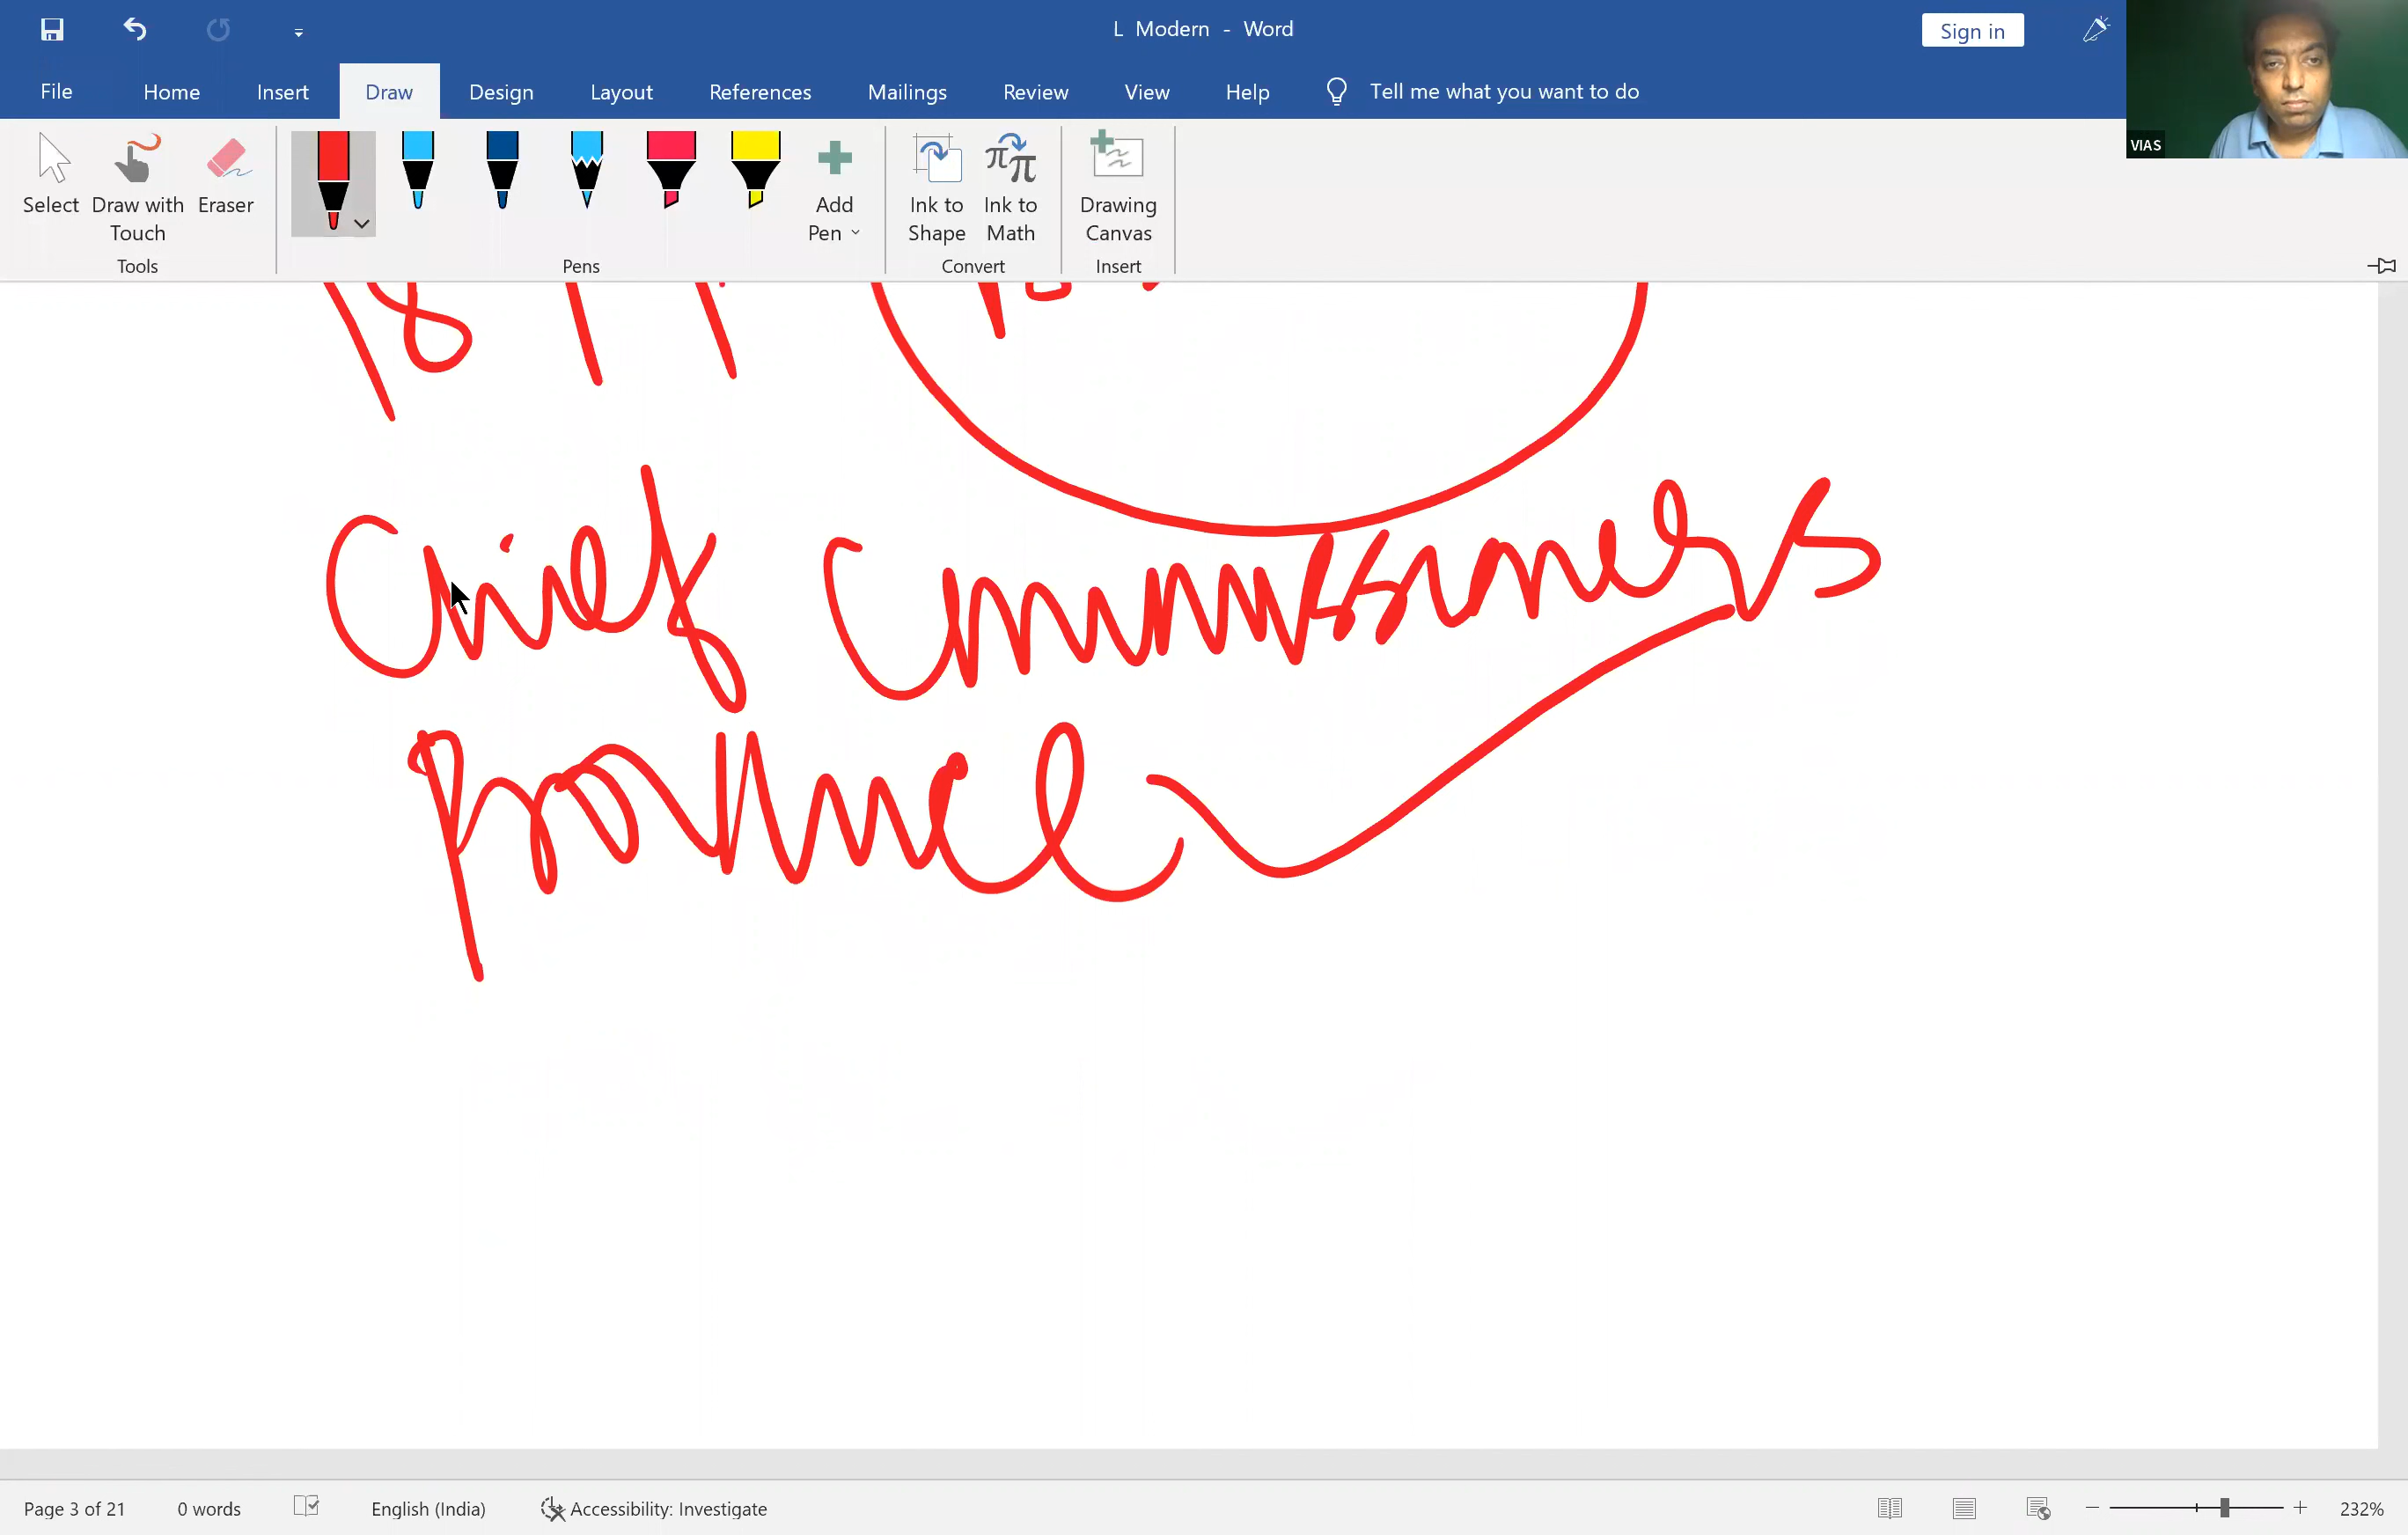 L Modern - Word
Sign in
File Home Insert Draw Design Layout References Mailings Review View Help Tell me what you want to do
VIAS
Select Draw with Touch Eraser
Add Pen
Ink to Shape Ink to Math
Drawing Canvas
Tools Pens Convert Insert
Chief Commissioners
province
Page 3 of 21 0 words English (India) Accessibility: Investigate 232%